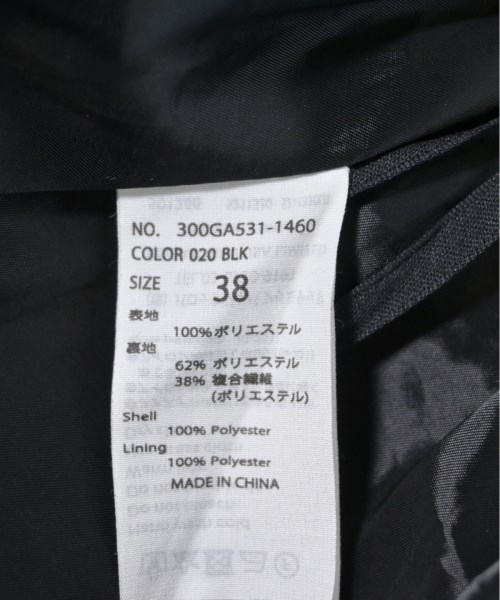 NO. 300GA531-1460
COLOR 020 BLK
SIZE 38
表地
100%ポリエステル
裏地
62% ポリエステル
38% 複合繊維
(ポリエステル)
Shell
100% Polyester
Lining
100% Polyester
MADE IN CHINA